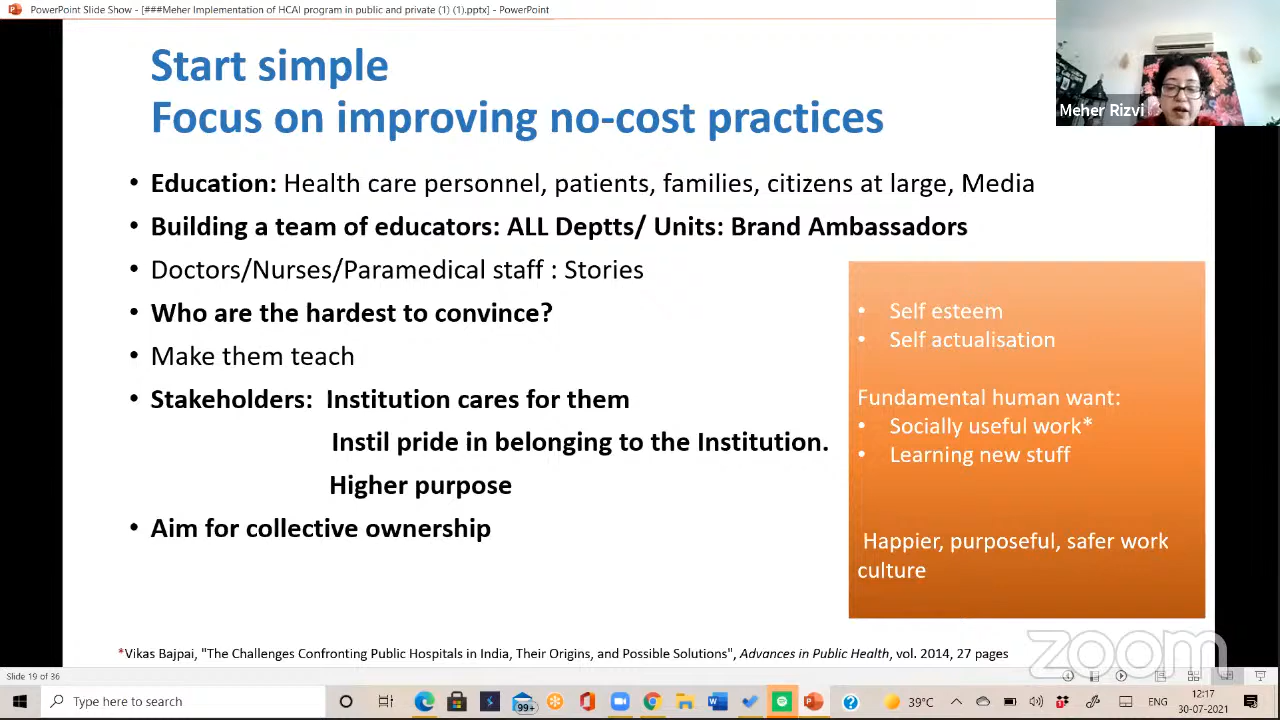 PowerPoint Slide Show - [###Meher Implementation of HCAI program in public and private (1) (1).pptx] - PowerPoint
Start simple
Focus on improving no-cost practices
Meher Rizvi
• Education: Health care personnel, patients, families, citizens at large, Media
• Building a team of educators: ALL Deptts/ Units: Brand Ambassadors
• Doctors/Nurses/Paramedical staff : Stories
• Who are the hardest to convince?
• Make them teach
• Stakeholders: Institution cares for them
Instil pride in belonging to the Institution.
Higher purpose
• Aim for collective ownership
• Self esteem
• Self actualisation
Fundamental human want:
• Socially useful work*
• Learning new stuff
Happier, purposeful, safer work
culture
*Vikas Bajpai, "The Challenges Confronting Public Hospitals in India, Their Origins, and Possible Solutions", Advances in Public Health, vol. 2014, 27 pages
zoom
Slide 19 of 36
Type here to search
99+
39°C
ENG
12:17
30-07-2021